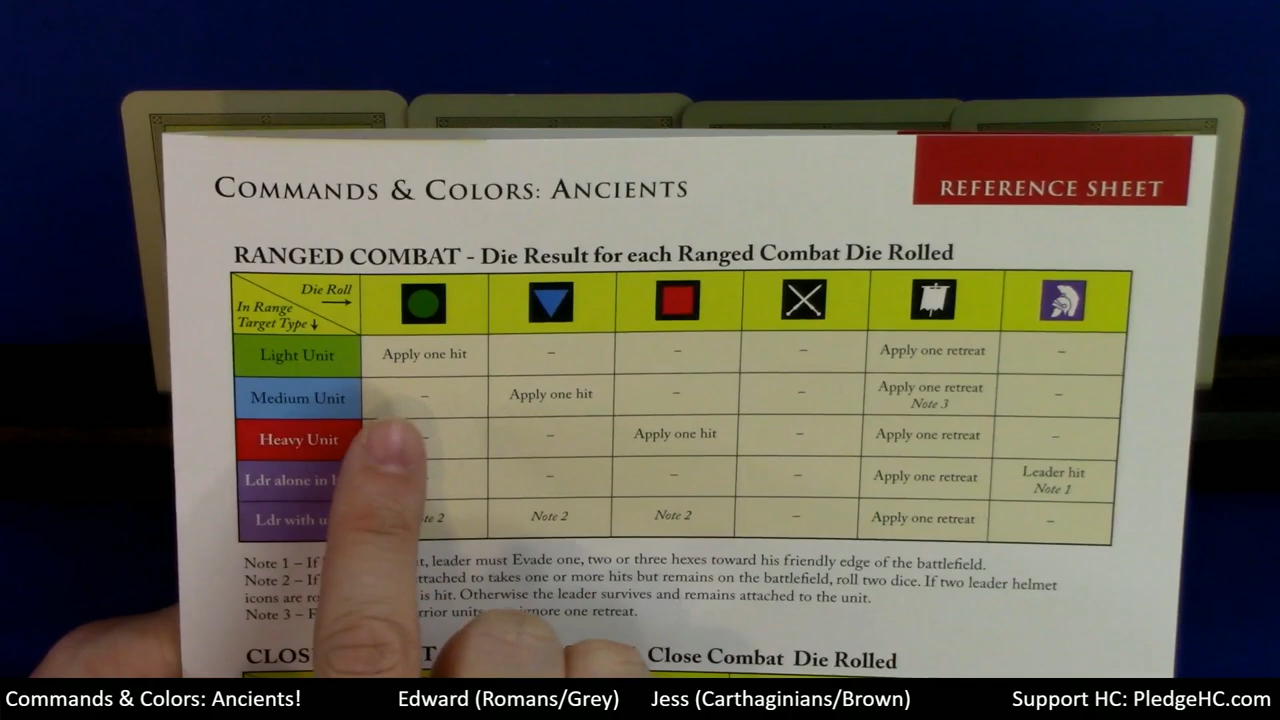 COMMANDS & COLORS: ANCIENTS
REFERENCE SHEET
RANGED COMBAT - Die Result for each Ranged Combat Die Rolled
Die Roll
In Range
Target Type
Light Unit Apply one hit – – – Apply one retreat –
Medium Unit – Apply one hit – – Apply one retreat –
Note 3
Heavy Unit – – Apply one hit – Apply one retreat –
Ldr alone in – – – Apply one retreat Leader hit
Note 1
Ldr with 2 Note 2 Note 2 – Apply one retreat –
Note 1 – If leader must Evade one, two or three hexes toward his friendly edge of the battlefield.
Note 2 – If to takes one or more hits but remains on the battlefield, roll two dice. If two leader helmet
icons are is hit. Otherwise the leader survives and remains attached to the unit.
Note 3 – units one retreat.
Close Combat Die Rolled
Commands & Colors: Ancients! Edward (Romans/Grey) Jess (Carthaginians/Brown) Support HC: PledgeHC.com